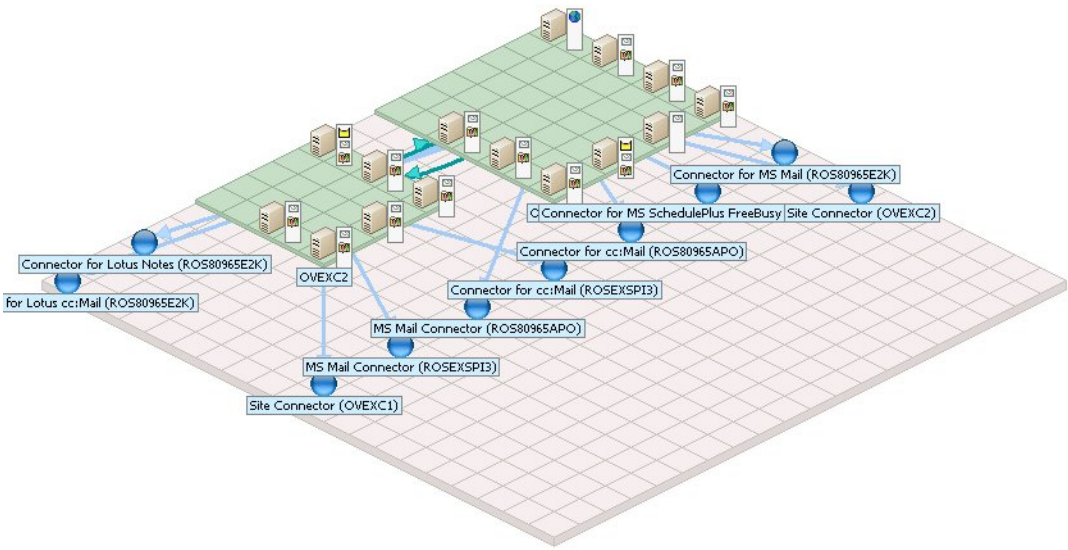 Connector for MS Mail (ROS80965E2K)
C
Connector for MS SchedulePlus FreeBusy
Site Connector (OVEXC2)
Connector for cc:Mail (ROS80965APO)
Connector for Lotus Notes (ROS80965E2K)
OVEXC2
Connector for cc:Mail (ROSEXSPI3)
for Lotus cc:Mail (ROS80965E2K)
MS Mail Connector (ROS80965APO)
MS Mail Connector (ROSEXSPI3)
Site Connector (OVEXC1)